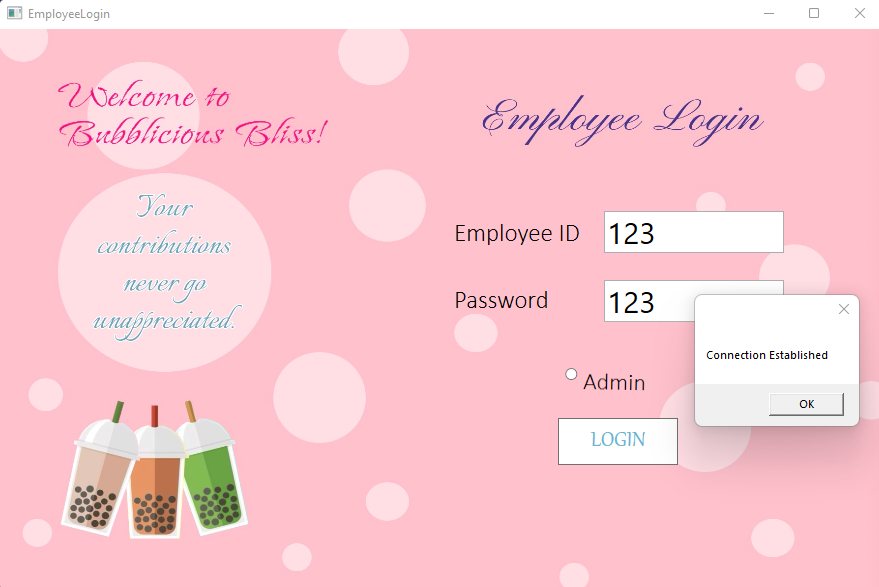 EmployeeLogin
Welcome to
Bubblicious Bliss!
Your
contributions
never go
unappreciated.
Employee Login
Employee ID 123
Password 123
Admin
LOGIN
Connection Established
OK